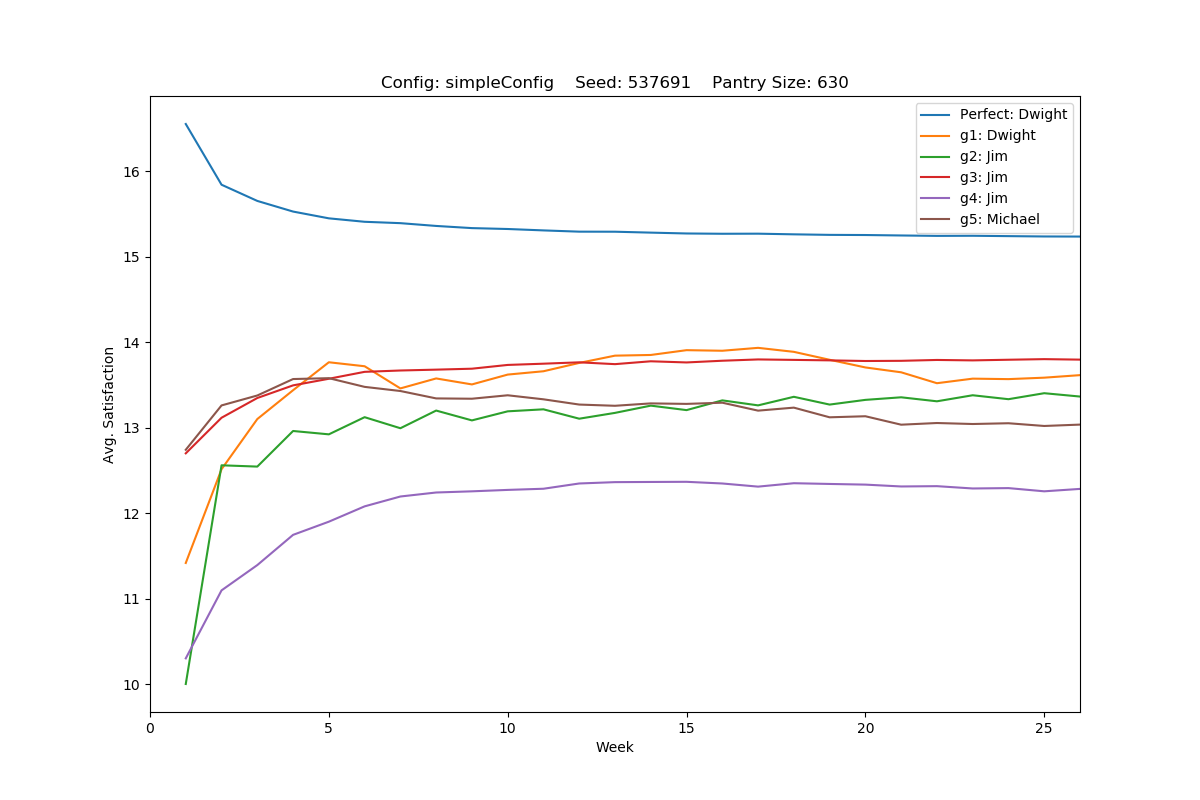 Config: simpleConfig    Seed: 537691    Pantry Size: 630
Perfect: Dwight
g1: Dwight
g2: Jim
g3: Jim
g4: Jim
g5: Michael
16
15
14
13
12
11
10
Avg. Satisfaction
0 5 10 15 20 25
Week